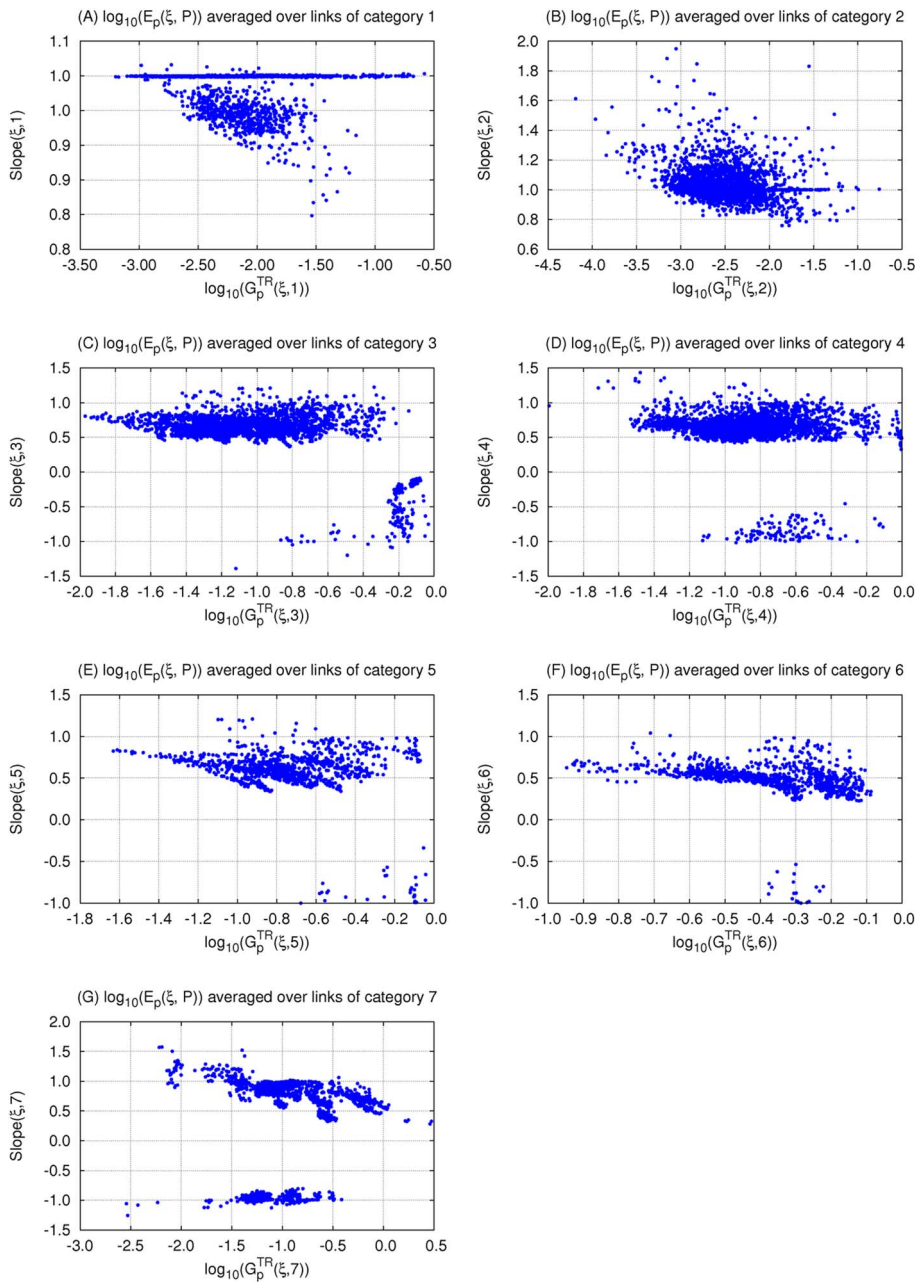 (A) log10(Ep(ξ, P)) averaged over links of category 1
1.1
1.0
1.0
0.9
0.9
0.8
0.8
Slope(ξ,1)
-3.50 -3.00 -2.50 -2.00 -1.50 -1.00 -0.50
log10(GpTR(ξ,1))
(B) log10(Ep(ξ, P)) averaged over links of category 2
2.0
1.8
1.6
1.4
1.2
1.0
0.8
0.6
Slope(ξ,2)
-4.5 -4.0 -3.5 -3.0 -2.5 -2.0 -1.5 -1.0 -0.5
log10(GpTR(ξ,2))
(C) log10(Ep(ξ, P)) averaged over links of category 3
1.5
1.0
0.5
0.0
-0.5
-1.0
-1.5
Slope(ξ,3)
-2.0 -1.8 -1.6 -1.4 -1.2 -1.0 -0.8 -0.6 -0.4 -0.2 0.0
log10(GpTR(ξ,3))
(D) log10(Ep(ξ, P)) averaged over links of category 4
1.5
1.0
0.5
0.0
-0.5
-1.0
-1.5
Slope(ξ,4)
-2.0 -1.8 -1.6 -1.4 -1.2 -1.0 -0.8 -0.6 -0.4 -0.2 0.0
log10(GpTR(ξ,4))
(E) log10(Ep(ξ, P)) averaged over links of category 5
1.5
1.0
0.5
0.0
-0.5
-1.0
Slope(ξ,5)
-1.8 -1.6 -1.4 -1.2 -1.0 -0.8 -0.6 -0.4 -0.2 0.0
log10(GpTR(ξ,5))
(F) log10(Ep(ξ, P)) averaged over links of category 6
1.5
1.0
0.5
0.0
-0.5
-1.0
Slope(ξ,6)
-1.0 -0.9 -0.8 -0.7 -0.6 -0.5 -0.4 -0.3 -0.2 -0.1 0.0
log10(GpTR(ξ,6))
(G) log10(Ep(ξ, P)) averaged over links of category 7
2.0
1.5
1.0
0.5
0.0
-0.5
-1.0
-1.5
Slope(ξ,7)
-3.0 -2.5 -2.0 -1.5 -1.0 -0.5 0.0 0.5
log10(GpTR(ξ,7))